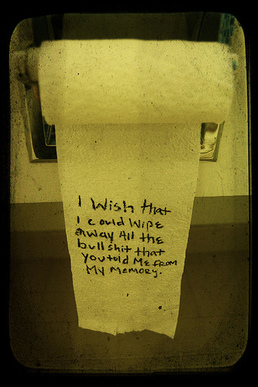 I Wish that
I could Wipe
away All the
bullshit that
you told Me From
My Memory.